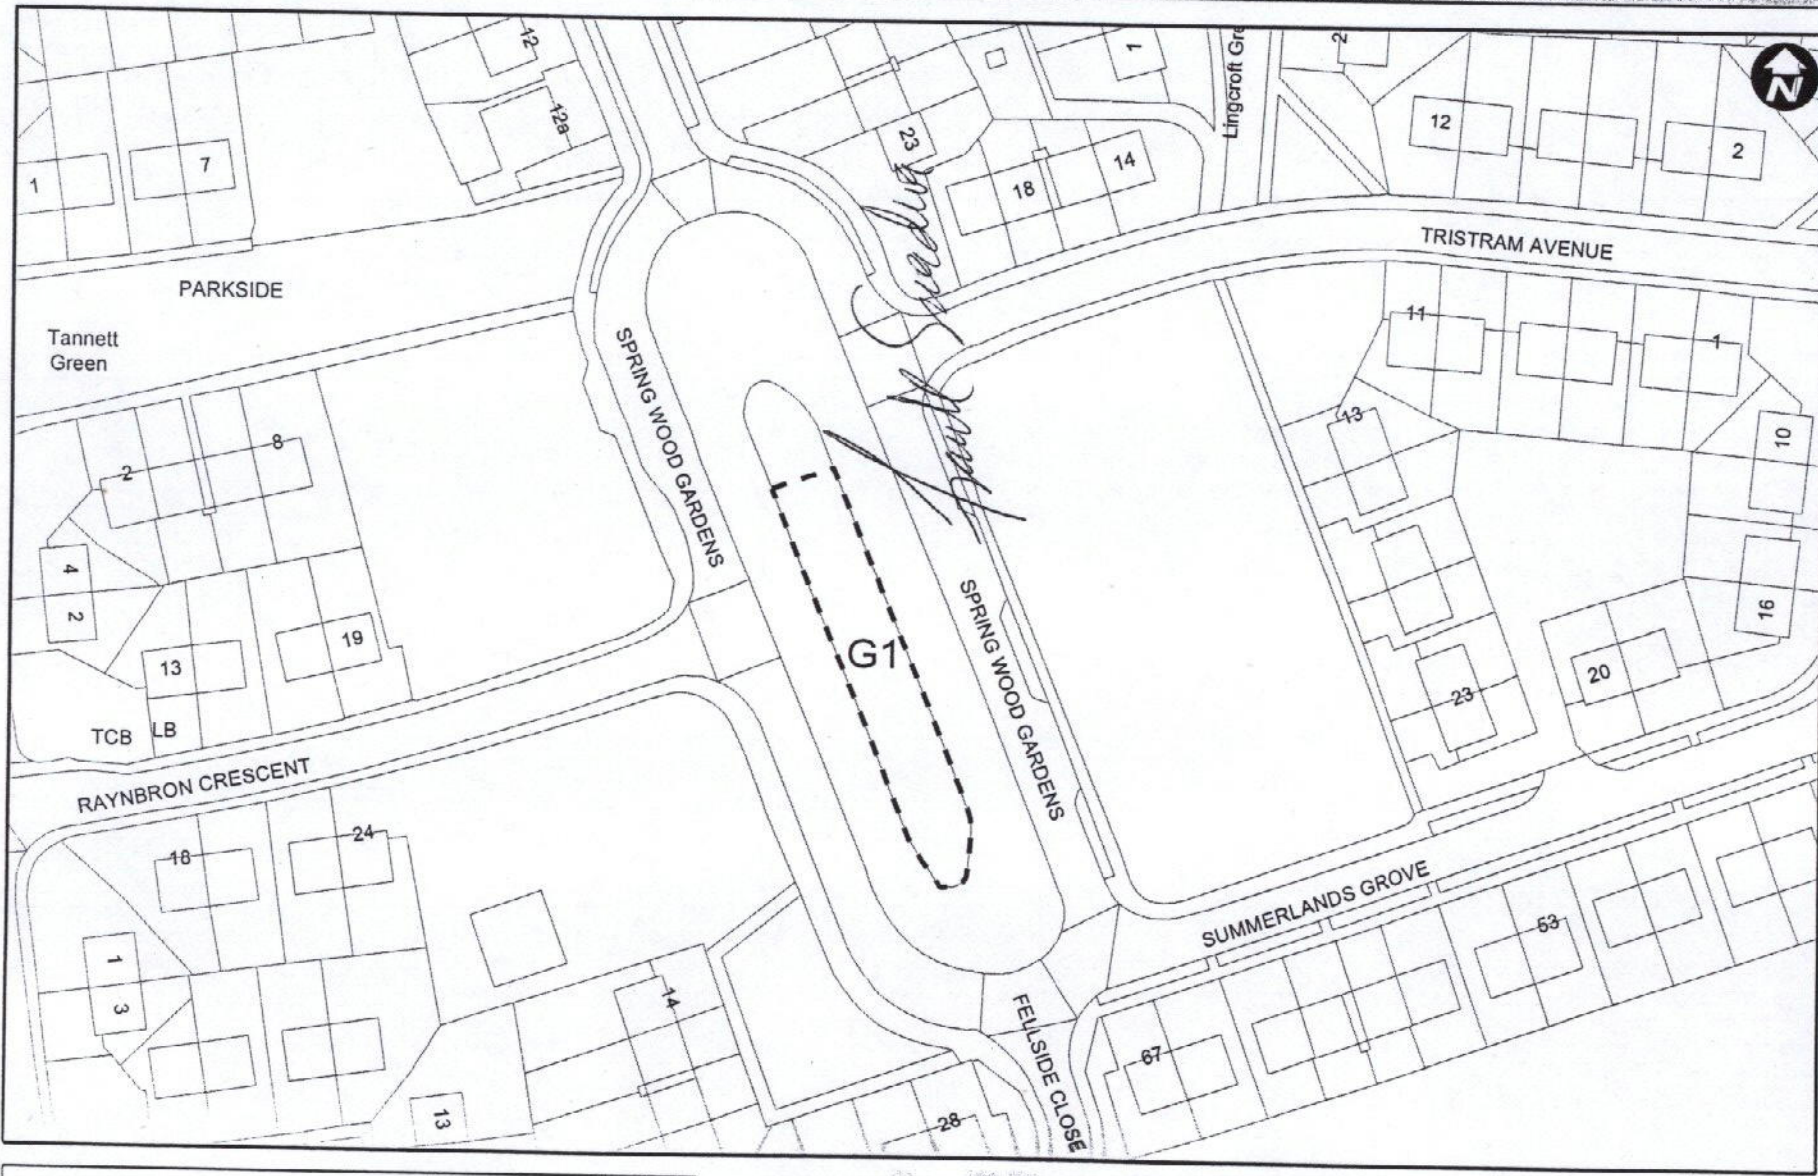 12
1
Lingcroft Gre
2
N
12a
23
12
7
1
14
18
2
TRISTRAM AVENUE
PARKSIDE
Tannett
Green
11
1
SPRING WOOD GARDENS
13
10
8
2
4
2
SPRING WOOD GARDENS
16
G1
19
13
20
23
TCB LB
RAYNBRON CRESCENT
24
18
SUMMERLANDS GROVE
53
1
3
14
FELLSIDE CLOSE
67
13
28